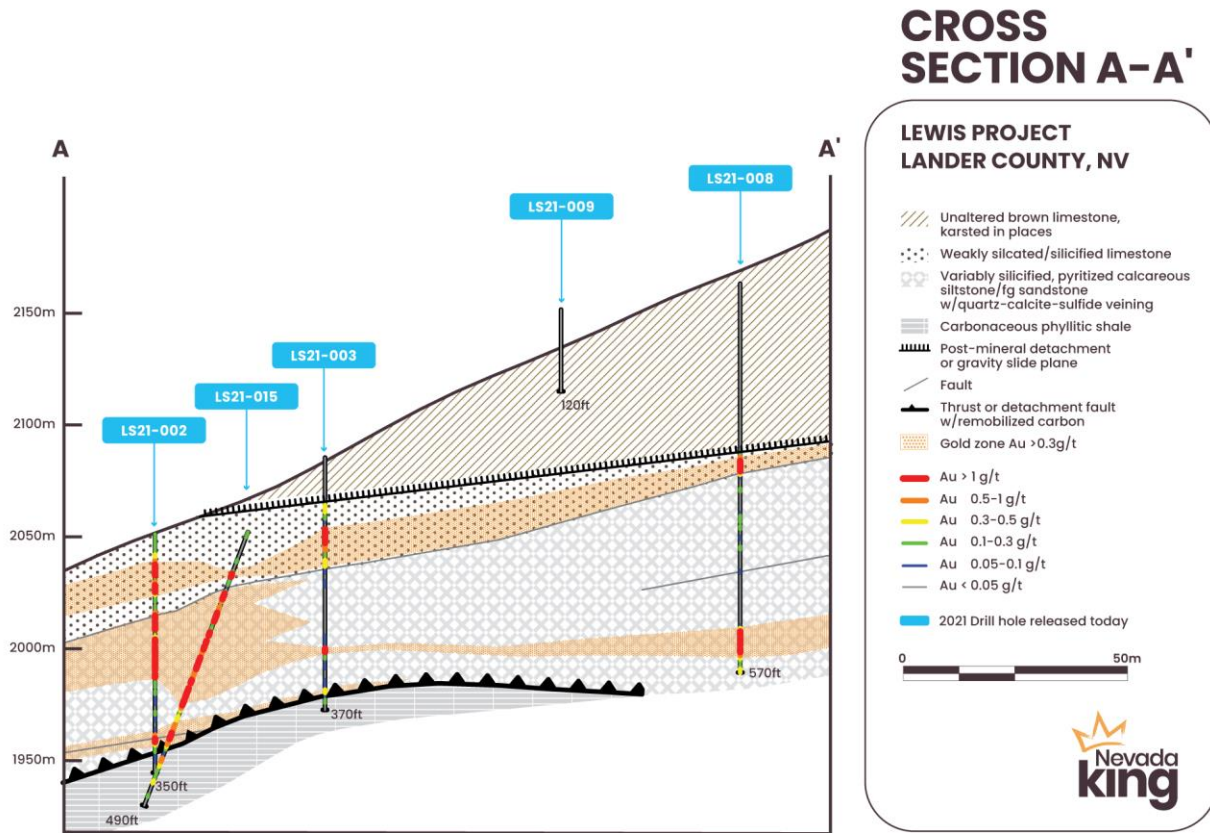 CROSS
SECTION A-A'
LEWIS PROJECT
LANDER COUNTY, NV
Unaltered brown limestone,
karsted in places
Weakly silcated/silicified limestone
Variably silicified, pyritized calcareous
siltstone/fg sandstone
w/quartz-calcite-sulfide veining
Carbonaceous phyllitic shale
Post-mineral detachment
or gravity slide plane
Fault
Thrust or detachment fault
w/remobilized carbon
Gold zone Au >0.3g/t
Au > 1 g/t
Au 0.5-1 g/t
Au 0.3-0.5 g/t
Au 0.1-0.3 g/t
Au 0.05-0.1 g/t
Au < 0.05 g/t
2021 Drill hole released today
0 50m
Nevada
king
A
A'
LS21-008
LS21-009
LS21-003
LS21-015
LS21-002
2150m
2100m
2050m
2000m
1950m
120ft
570ft
370ft
350ft
490ft